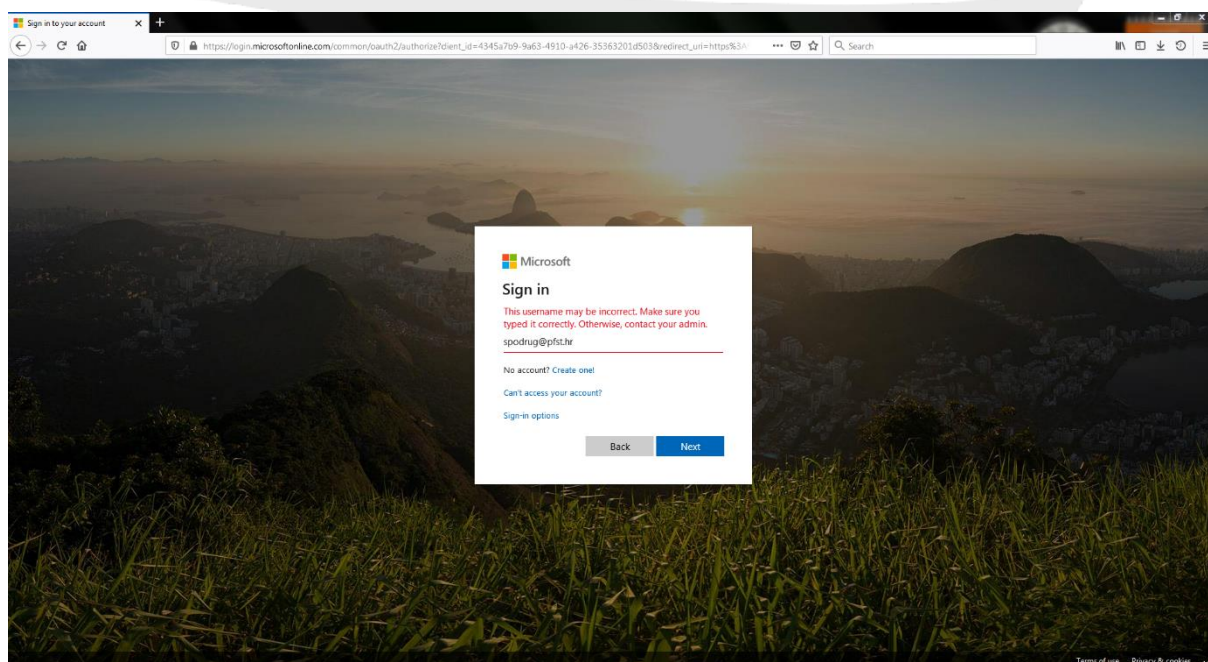 Sign in to your account
https://login.microsoftonline.com/common/oauth2/authorize?client_id=4345a7b9-9a63-4910-a426-35363201d503&redirect_uri=https%3A
Search
Microsoft
Sign in
This username may be incorrect. Make sure you
typed it correctly. Otherwise, contact your admin.
spodrug@pfst.hr
No account? Create one!
Can't access your account?
Sign-in options
Back Next
Terms of use Privacy & cookies